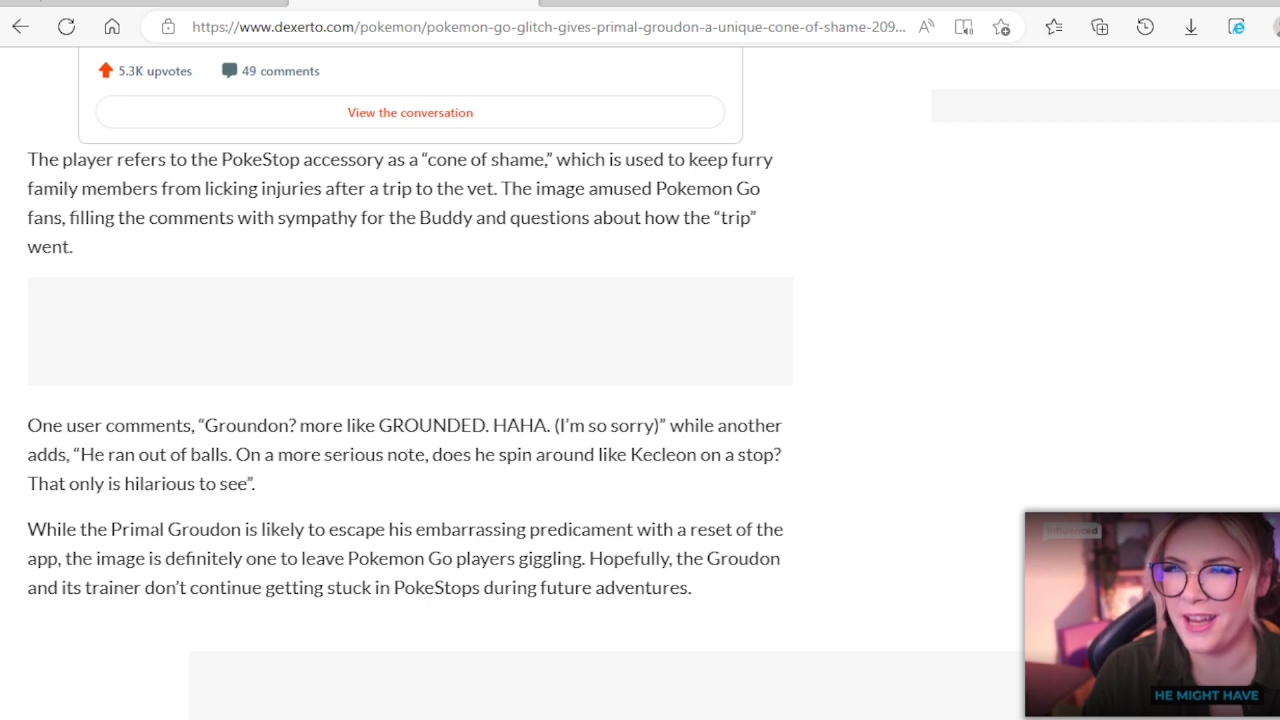 https://www.dexerto.com/pokemon/pokemon-go-glitch-gives-primal-groudon-a-unique-cone-of-shame-209...
5.3K upvotes 49 comments
View the conversation
The player refers to the PokeStop accessory as a “cone of shame,” which is used to keep furry
family members from licking injuries after a trip to the vet. The image amused Pokemon Go
fans, filling the comments with sympathy for the Buddy and questions about how the “trip”
went.
One user comments, “Groundon? more like GROUNDED. HAHA. (I’m so sorry)” while another
adds, “He ran out of balls. On a more serious note, does he spin around like Kecleon on a stop?
That only is hilarious to see”.
While the Primal Groudon is likely to escape his embarrassing predicament with a reset of the
app, the image is definitely one to leave Pokemon Go players giggling. Hopefully, the Groudon
and its trainer don’t continue getting stuck in PokeStops during future adventures.
influenced
HE MIGHT HAVE